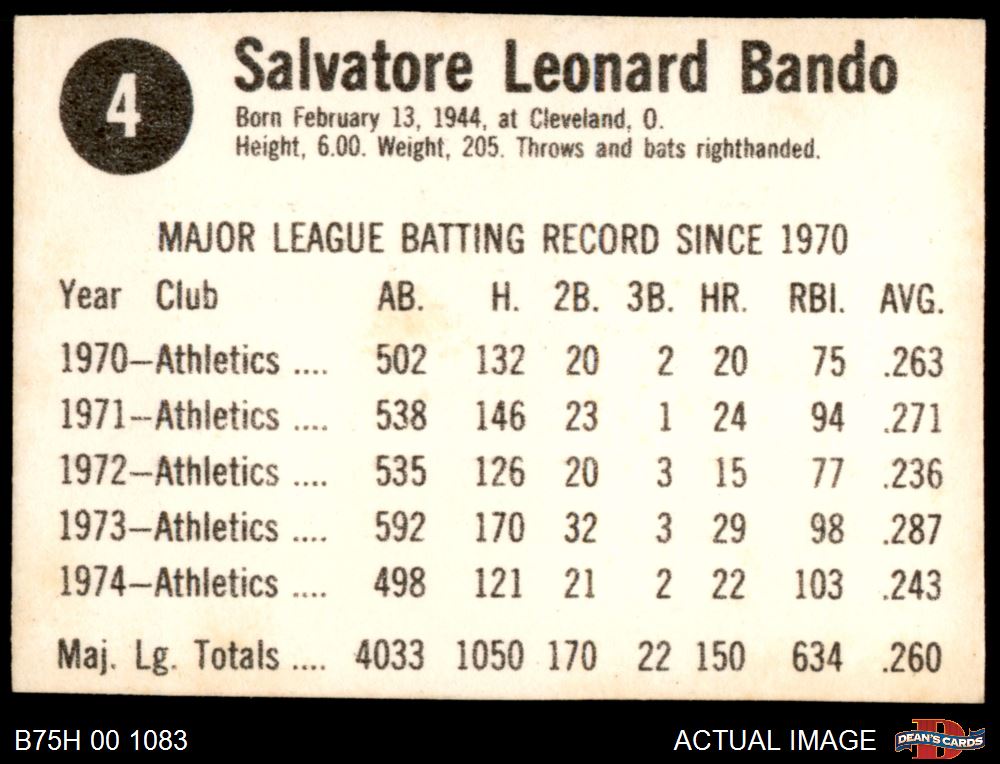 4
Salvatore Leonard Bando
Born February 13, 1944, at Cleveland, O.
Height, 6.00. Weight, 205. Throws and bats righthanded.
MAJOR LEAGUE BATTING RECORD SINCE 1970
Year Club AB. H. 2B. 3B. HR. RBI. AVG.
1970—Athletics .... 502 132 20 2 20 75 .263
1971—Athletics .... 538 146 23 1 24 94 .271
1972—Athletics .... 535 126 20 3 15 77 .236
1973—Athletics .... 592 170 32 3 29 98 .287
1974—Athletics .... 498 121 21 2 22 103 .243
Maj. Lg. Totals .... 4033 1050 170 22 150 634 .260
B75H 00 1083 ACTUAL IMAGE D DEAN'S CARDS